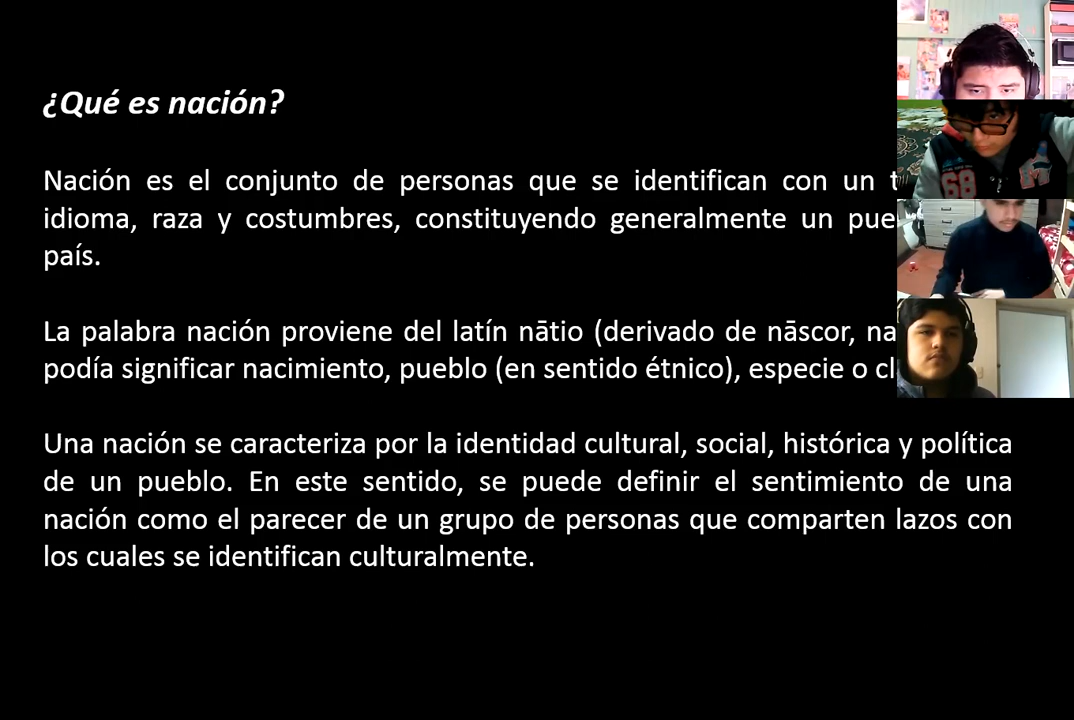 ¿Qué es nación?
Nación es el conjunto de personas que se identifican con un
idioma, raza y costumbres, constituyendo generalmente un
país.
La palabra nación proviene del latín nātio (derivado de nāscor,
podía significar nacimiento, pueblo (en sentido étnico), especie o
Una nación se caracteriza por la identidad cultural, social, histórica y política
de un pueblo. En este sentido, se puede definir el sentimiento de una
nación como el parecer de un grupo de personas que comparten lazos con
los cuales se identifican culturalmente.
68